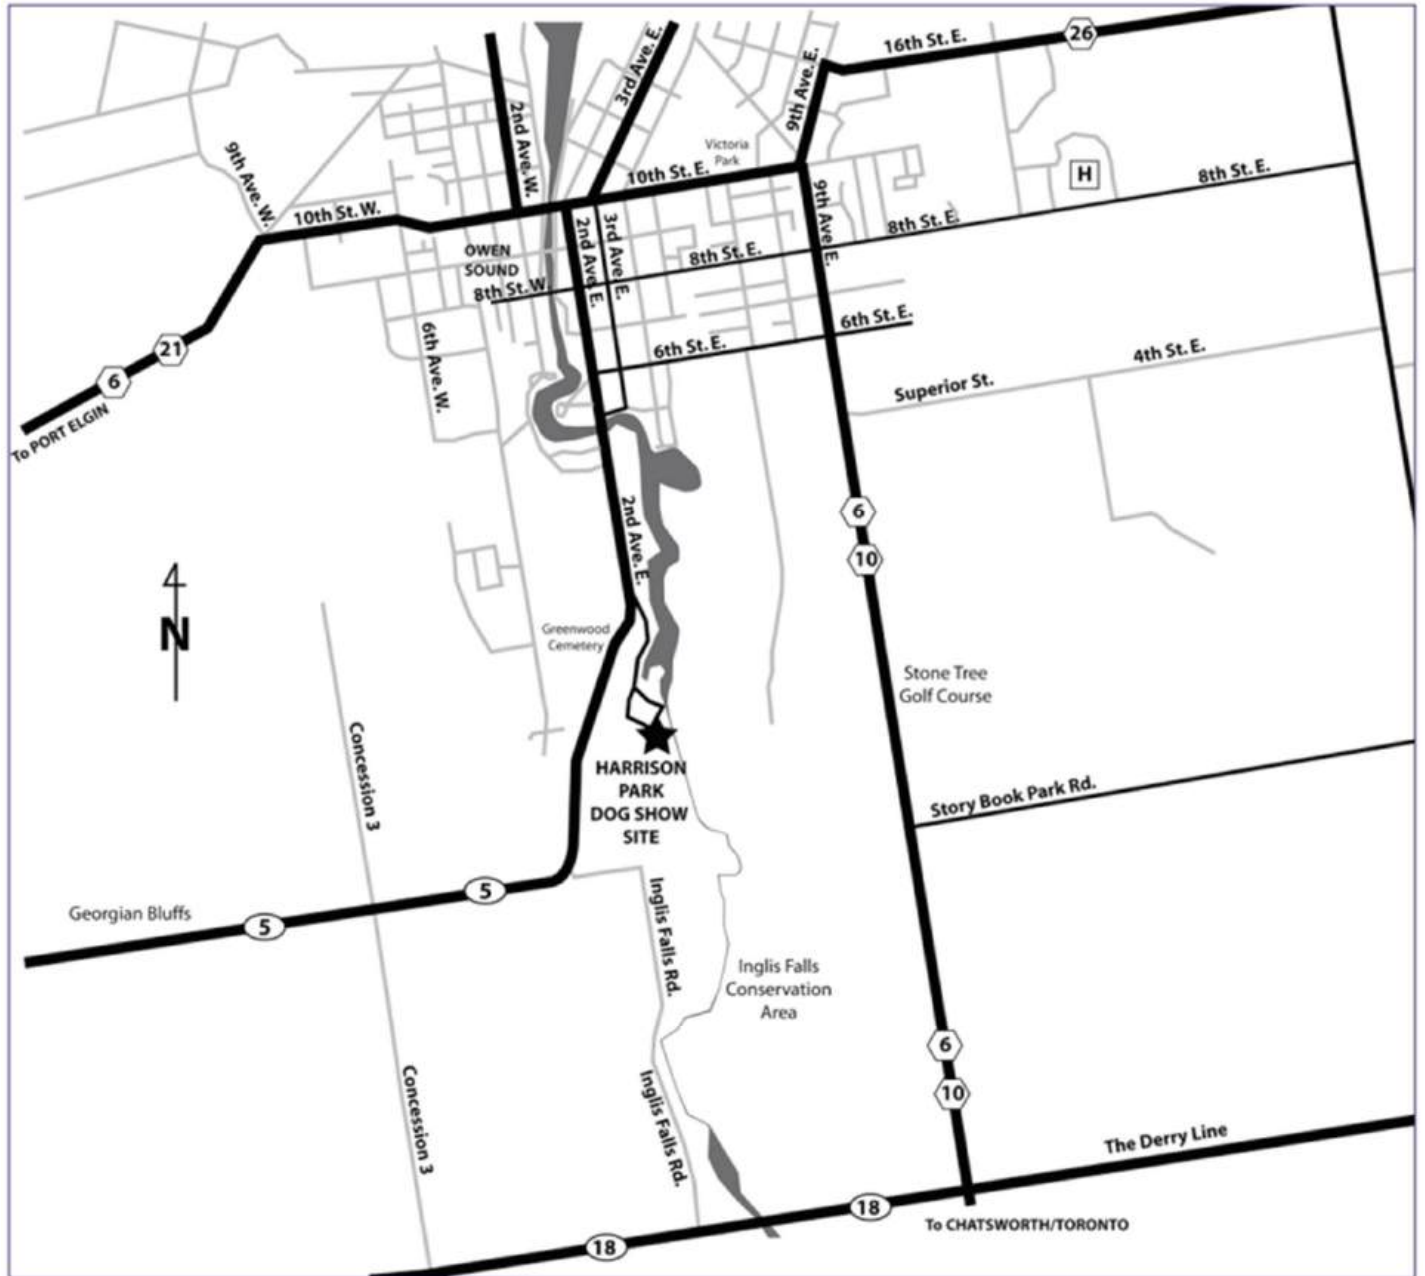 16th St. E.
26
3rd Ave. E.
9th Ave. E.
2nd Ave. W.
Victoria
Park
9th Ave. W.
10th St. E.
H
8th St. E.
10th St. W.
9th Ave. E.
8th St. E.
2nd Ave. E.
3rd Ave. E.
OWEN
SOUND
8th St. E.
8th St. W.
6th St. E.
6th St. E.
21
6
6th Ave. W.
4th St. E.
Superior St.
To PORT ELGIN
6
2nd Ave. E.
10
N
Greenwood
Cemetery
Stone Tree
Golf Course
Concession 3
HARRISON
PARK
DOG SHOW
SITE
Story Book Park Rd.
5
Georgian Bluffs
5
Inglis Falls Rd.
Inglis Falls
Conservation
Area
6
10
Concession 3
Inglis Falls Rd.
The Derry Line
18
To CHATSWORTH/TORONTO
18